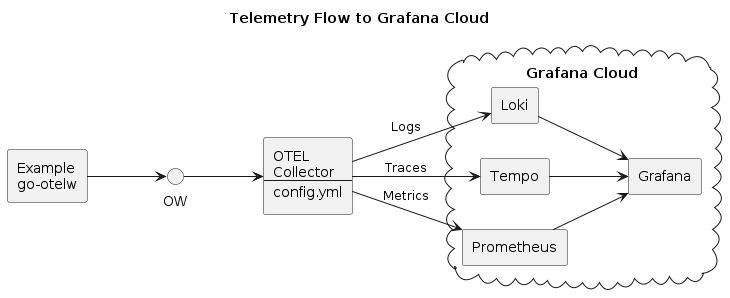 Telemetry Flow to Grafana Cloud
Grafana Cloud
Loki
Logs
Example
go-otelw
OW
OTEL
Collector
config.yml
Traces
Tempo
Grafana
Metrics
Prometheus